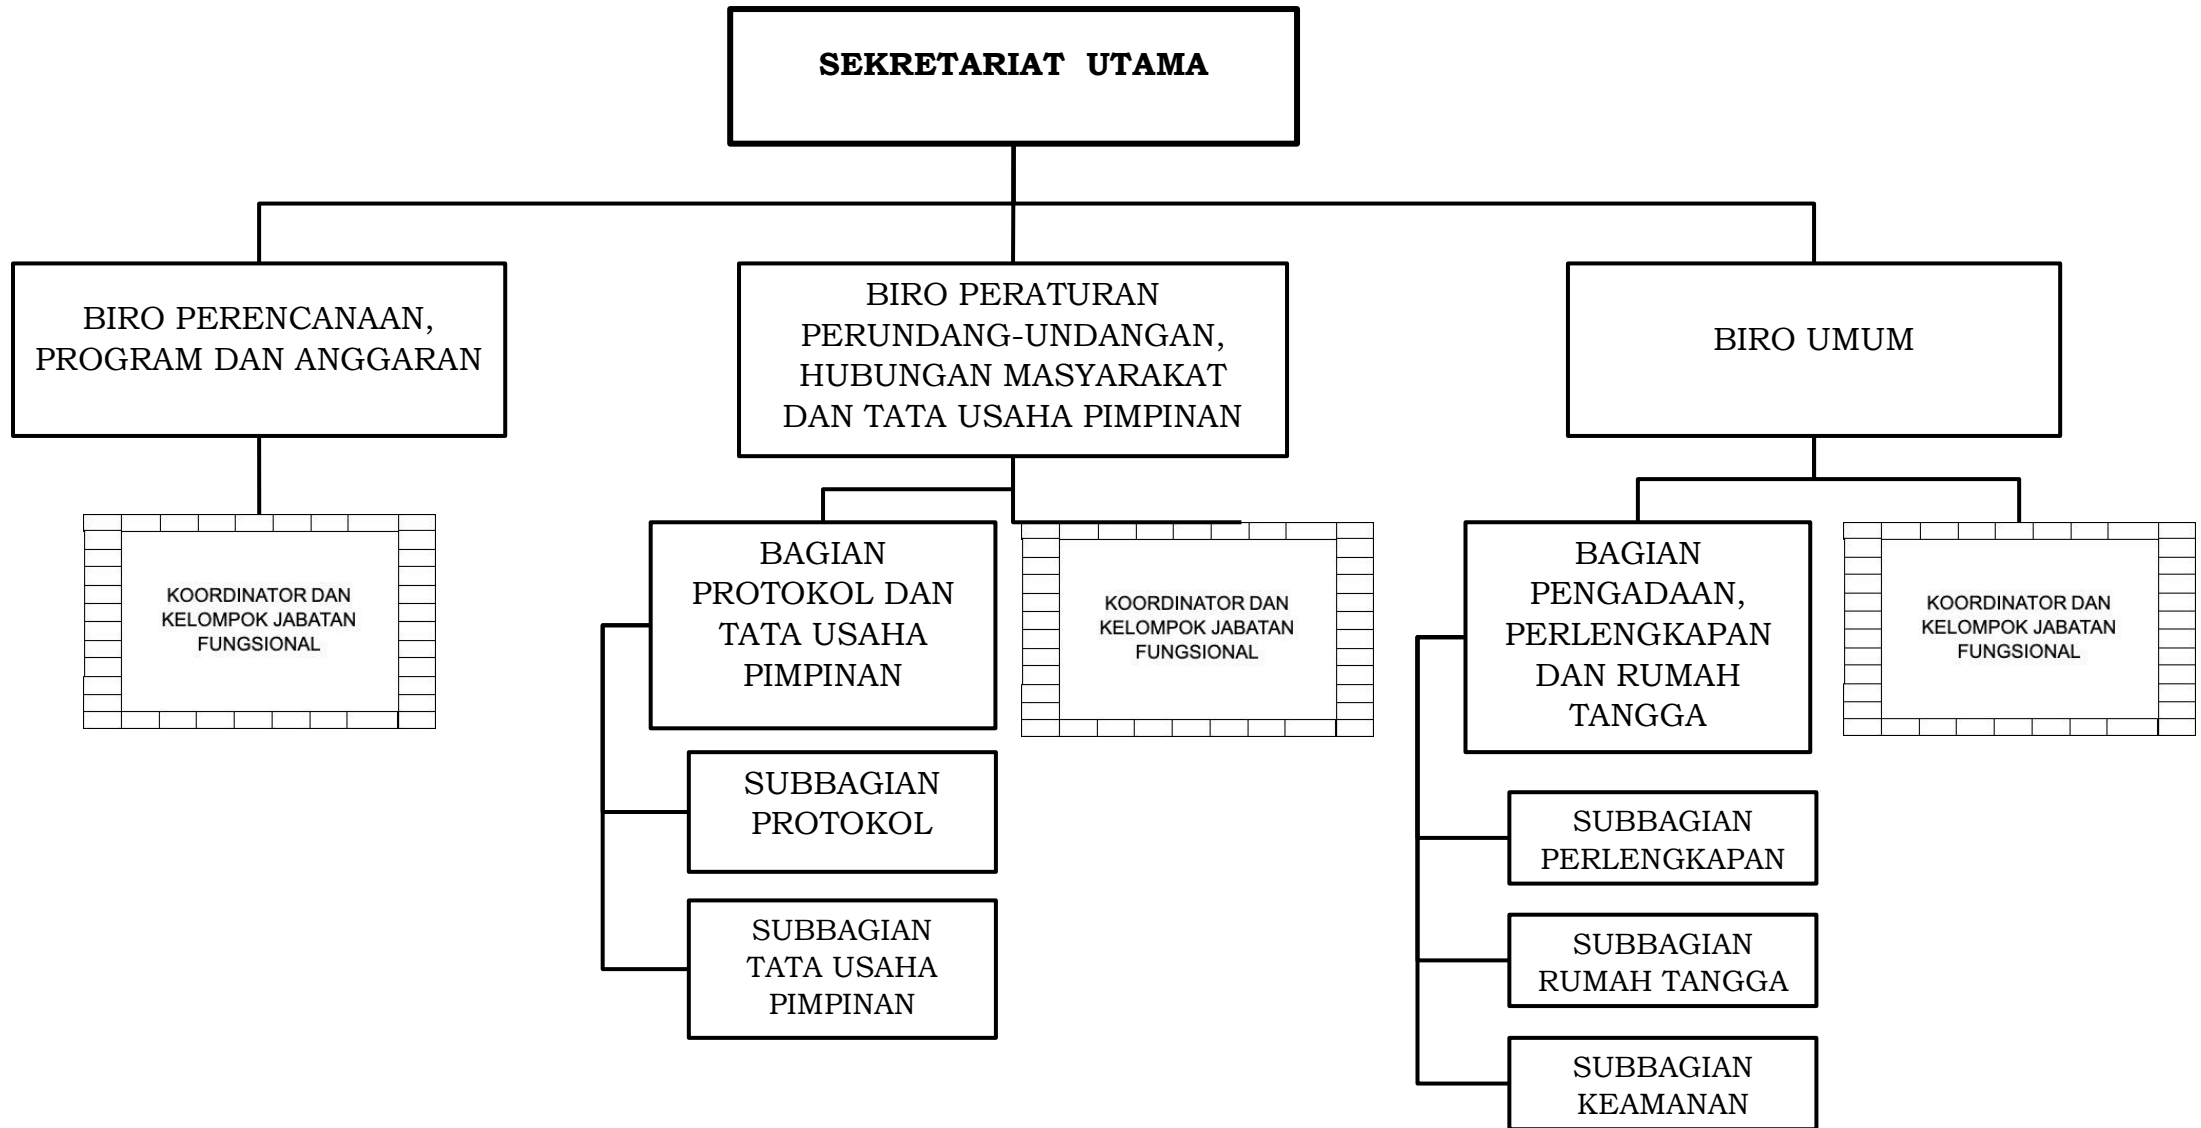 SEKRETARIAT UTAMA
BIRO PERENCANAAN,
PROGRAM DAN ANGGARAN
BIRO PERATURAN
PERUNDANG-UNDANGAN,
HUBUNGAN MASYARAKAT
DAN TATA USAHA PIMPINAN
BIRO UMUM
KOORDINATOR DAN
KELOMPOK JABATAN
FUNGSIONAL
BAGIAN
PROTOKOL DAN
TATA USAHA
PIMPINAN
KOORDINATOR DAN
KELOMPOK JABATAN
FUNGSIONAL
BAGIAN
PENGADAAN,
PERLENGKAPAN
DAN RUMAH
TANGGA
KOORDINATOR DAN
KELOMPOK JABATAN
FUNGSIONAL
SUBBAGIAN
PROTOKOL
SUBBAGIAN
TATA USAHA
PIMPINAN
SUBBAGIAN
PERLENGKAPAN
SUBBAGIAN
RUMAH TANGGA
SUBBAGIAN
KEAMANAN